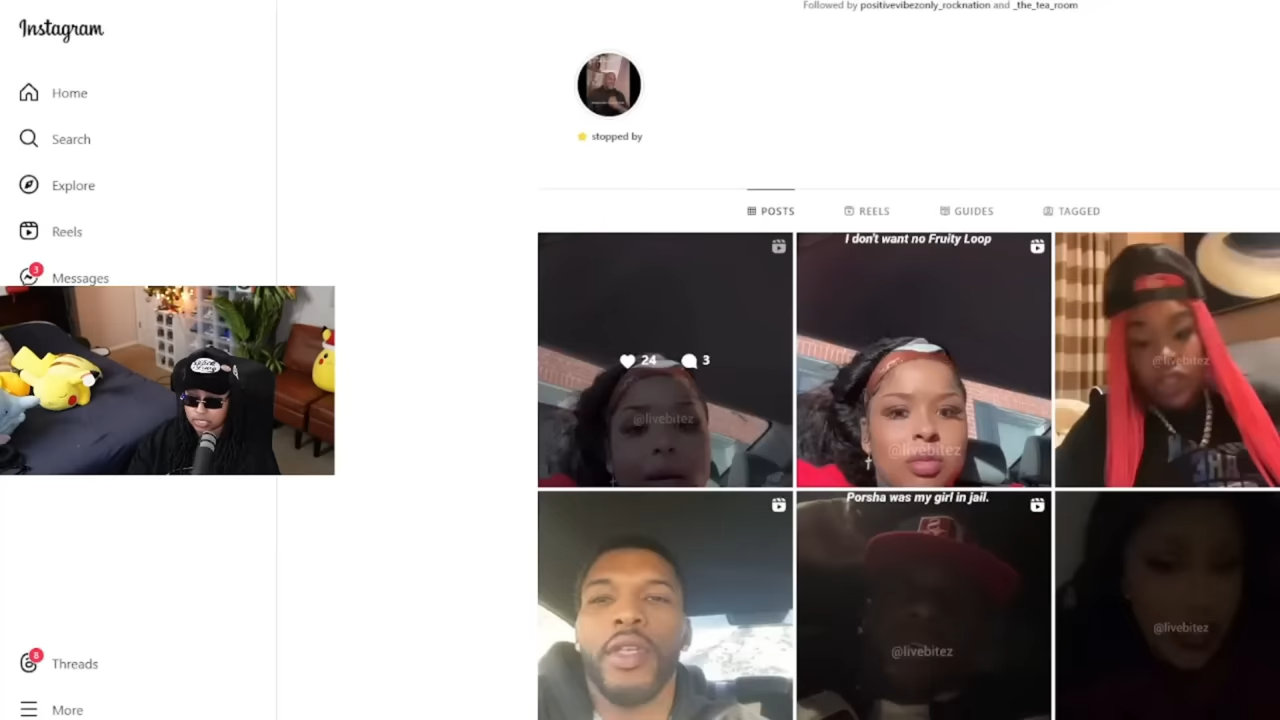 Followed by positivevibezonly_rocknation and _the_tea_room
Instagram
Home
Search
Explore
Reels
3
Messages
stopped by
POSTS
REELS
GUIDES
TAGGED
24
3
@livebitez
I don't want no Fruity Loop
@livebitez
@livebitez
Porsha was my girl in jail.
@livebitez
@livebitez
8
Threads
More